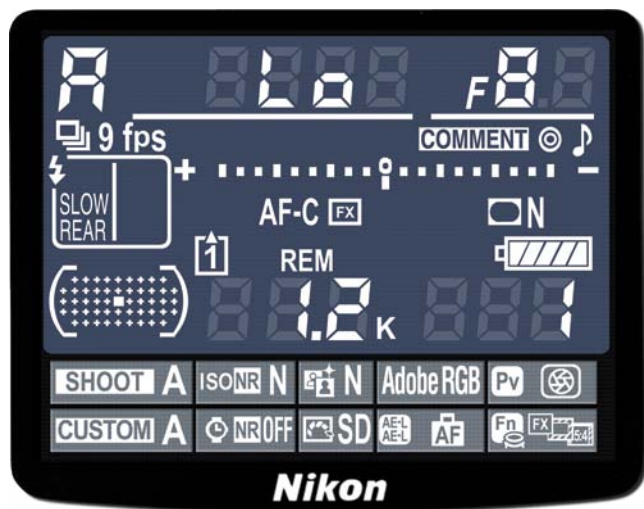 A Lo F8
9 fps COMMENT
+ −
SLOW
REAR
AF-C FX N
1 REM
1.2 K 1
SHOOT A ISO NR N N Adobe RGB Pv
CUSTOM A NR OFF SD AE-L AE-L AF Fn FX 5:4
Nikon